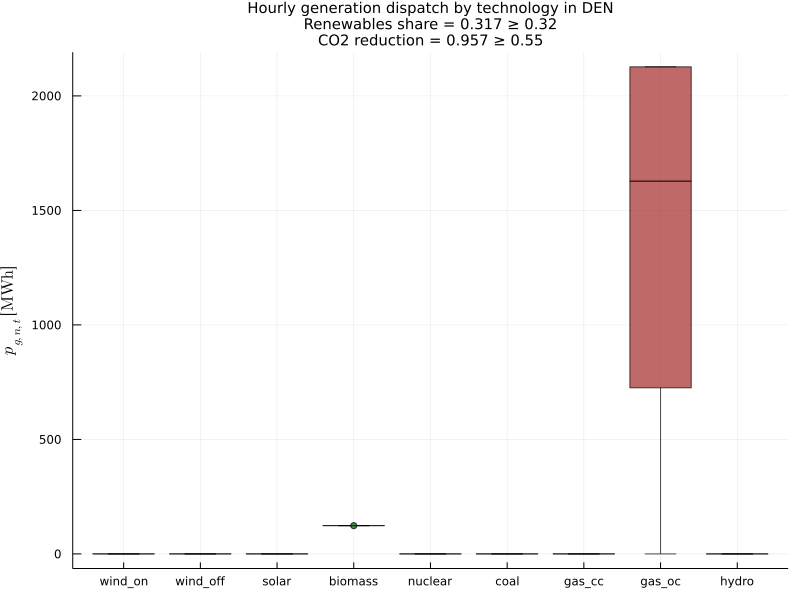 Hourly generation dispatch by technology in DEN
Renewables share = 0.317 ≥ 0.32
CO2 reduction = 0.957 ≥ 0.55
p_{g,n,t} [MWh]
2000
1500
1000
500
0
wind_on wind_off solar biomass nuclear coal gas_cc gas_oc hydro